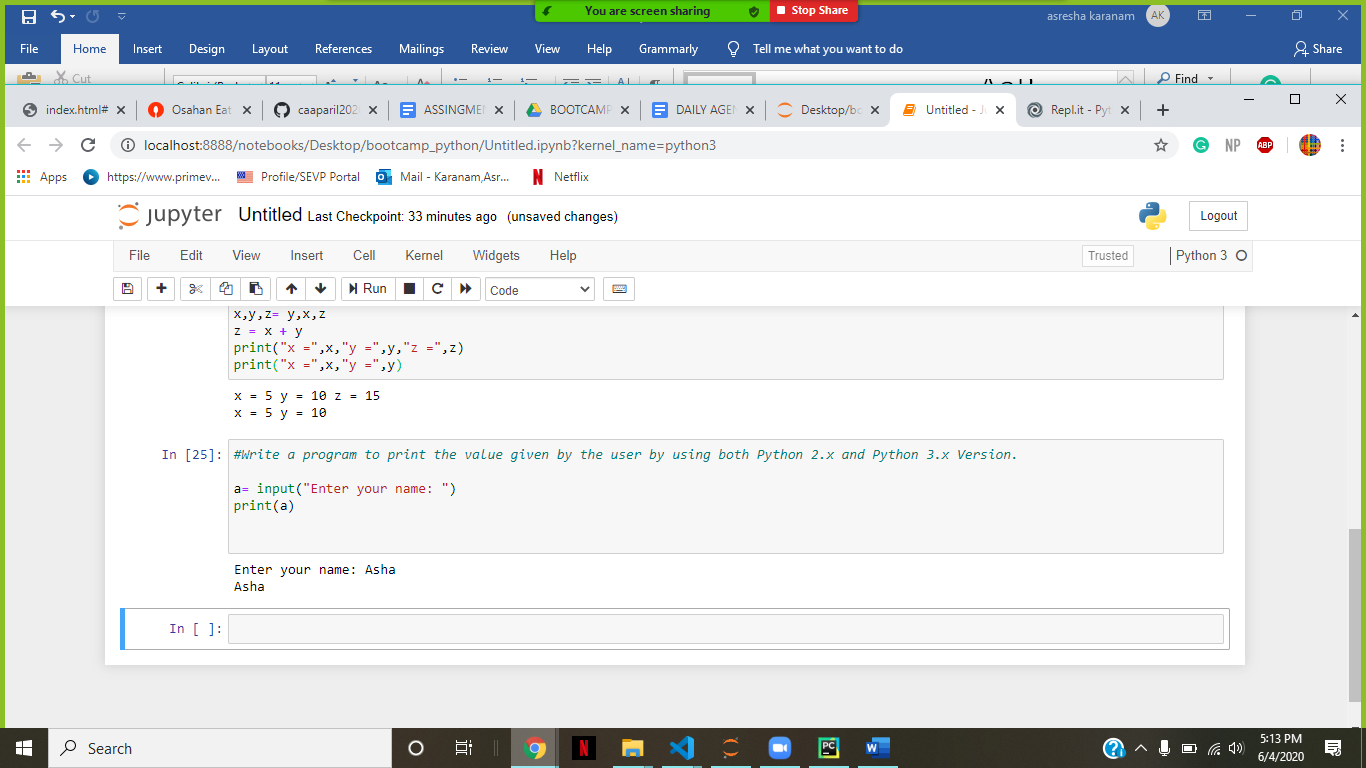 You are screen sharing Stop Share
asresha karanam AK
File Home Insert Design Layout References Mailings Review View Help Grammarly Tell me what you want to do Share
Cut Find
index.html# Osahan Eat caaparil202 ASSINGME BOOTCAMP DAILY AGE Desktop/bo Untitled - J Repl.it - Pyt
localhost:8888/notebooks/Desktop/bootcamp_python/Untitled.ipynb?kernel_name=python3 NP ABP
Apps https://www.primev... Profile/SEVP Portal Mail - Karanam,Asr... Netflix
jupyter Untitled Last Checkpoint: 33 minutes ago (unsaved changes) Logout
File Edit View Insert Cell Kernel Widgets Help Trusted Python 3
Run Code
x,y,z= y,x,z
z = x + y
print("x =",x,"y =",y,"z =",z)
print("x =",x,"y =",y)
x = 5 y = 10 z = 15
x = 5 y = 10
In [25]: #Write a program to print the value given by the user by using both Python 2.x and Python 3.x Version.
a= input("Enter your name: ")
print(a)
Enter your name: Asha
Asha
In [ ]:
Search
5:13 PM
6/4/2020